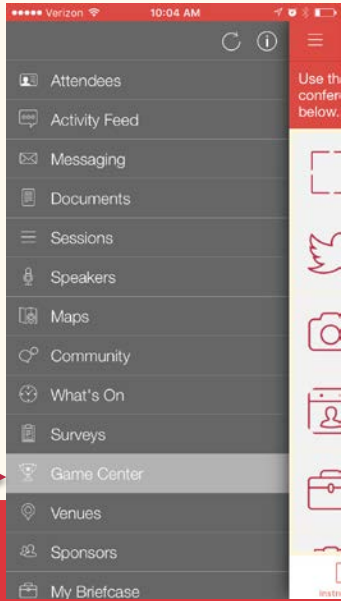 Verizon
10:04 AM
Use th
confer
below.
Attendees
Activity Feed
Messaging
Documents
Sessions
Speakers
Maps
Community
What's On
Surveys
Game Center
Venues
Sponsors
My Briefcase